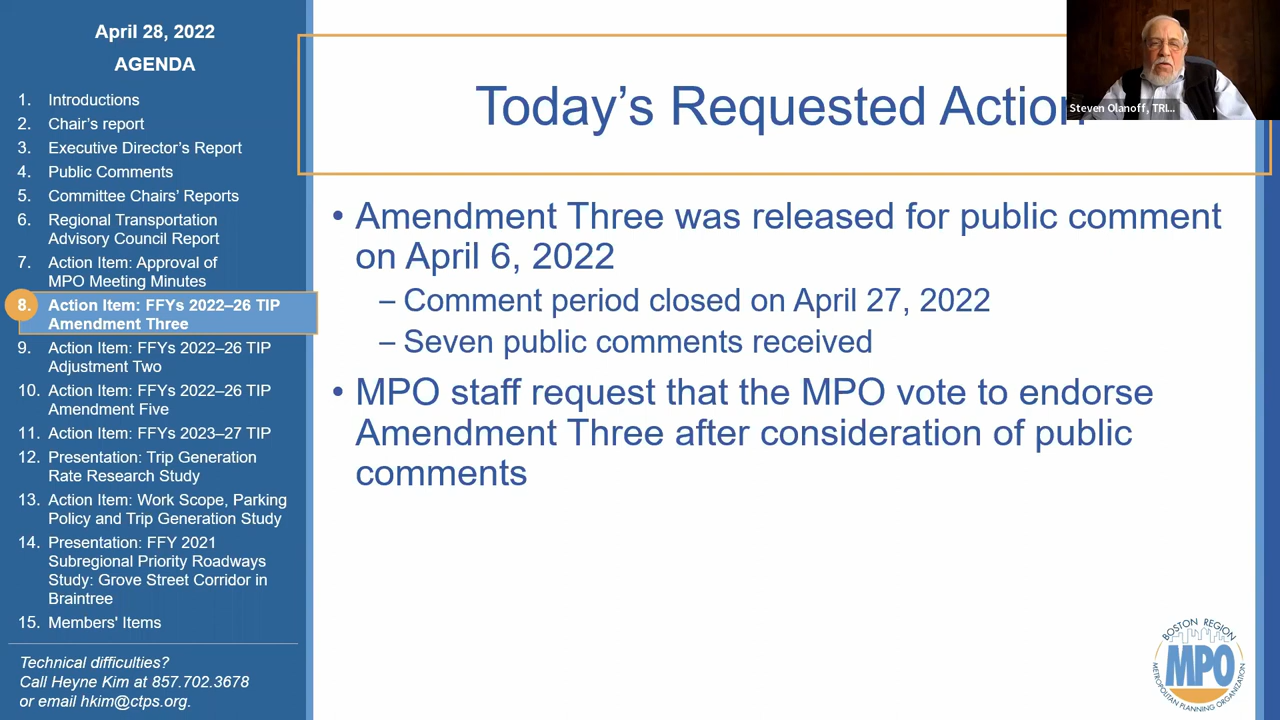 April 28, 2022
AGENDA
1. Introductions
2. Chair's report
3. Executive Director's Report
4. Public Comments
5. Committee Chairs' Reports
6. Regional Transportation
Advisory Council Report
7. Action Item: Approval of
MPO Meeting Minutes
8. Action Item: FFYs 2022–26 TIP
Amendment Three
9. Action Item: FFYs 2022–26 TIP
Adjustment Two
10. Action Item: FFYs 2022–26 TIP
Amendment Five
11. Action Item: FFYs 2023–27 TIP
12. Presentation: Trip Generation
Rate Research Study
13. Action Item: Work Scope, Parking
Policy and Trip Generation Study
14. Presentation: FFY 2021
Subregional Priority Roadways
Study: Grove Street Corridor in
Braintree
15. Members' Items
Technical difficulties?
Call Heyne Kim at 857.702.3678
or email hkim@ctps.org.
Today's Requested Action
Steven Olanoff, TRI...
• Amendment Three was released for public comment
on April 6, 2022
– Comment period closed on April 27, 2022
– Seven public comments received
• MPO staff request that the MPO vote to endorse
Amendment Three after consideration of public
comments
BOSTON REGION
MPO
METROPOLITAN PLANNING ORGANIZATION